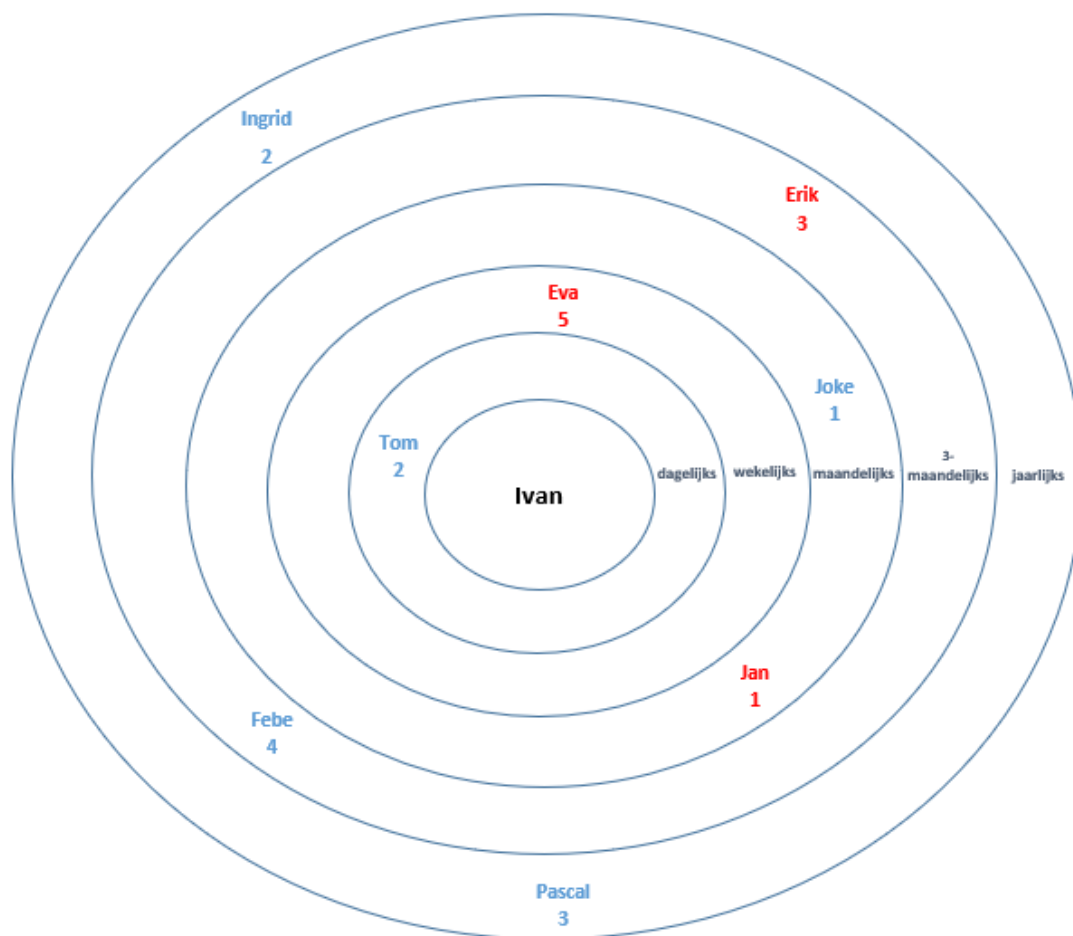 Ingrid
2
Erik
3
Eva
5
Joke
1
Tom
2
Ivan
dagelijks
wekelijks
maandelijks
3-
maandelijks
jaarlijks
Jan
1
Febe
4
Pascal
3